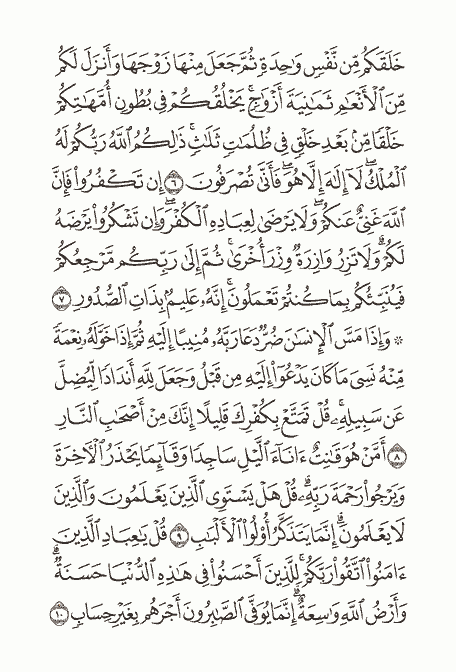 خَلَقَكُم مِّن نَّفْسٍ وَٰحِدَةٍ ثُمَّ جَعَلَ مِنْهَا زَوْجَهَا وَأَنزَلَ لَكُم
مِّنَ ٱلْأَنْعَٰمِ ثَمَٰنِيَةَ أَزْوَٰجٍ ۚ يَخْلُقُكُمْ فِى بُطُونِ أُمَّهَٰتِكُمْ
خَلْقًا مِّنۢ بَعْدِ خَلْقٍ فِى ظُلُمَٰتٍ ثَلَٰثٍ ۚ ذَٰلِكُمُ ٱللَّهُ رَبُّكُمْ لَهُ
ٱلْمُلْكُ ۖ لَآ إِلَٰهَ إِلَّا هُوَ ۖ فَأَنَّىٰ تُصْرَفُونَ ٦ إِن تَكْفُرُوا۟ فَإِنَّ
ٱللَّهَ غَنِىٌّ عَنكُمْ ۖ وَلَا يَرْضَىٰ لِعِبَادِهِ ٱلْكُفْرَ ۖ وَإِن تَشْكُرُوا۟ يَرْضَهُ
لَكُمْ ۗ وَلَا تَزِرُ وَازِرَةٌ وِزْرَ أُخْرَىٰ ۗ ثُمَّ إِلَىٰ رَبِّكُم مَّرْجِعُكُمْ
فَيُنَبِّئُكُم بِمَا كُنتُمْ تَعْمَلُونَ ۚ إِنَّهُۥ عَلِيمٌۢ بِذَاتِ ٱلصُّدُورِ ٧
۞ وَإِذَا مَسَّ ٱلْإِنسَٰنَ ضُرٌّ دَعَا رَبَّهُۥ مُنِيبًا إِلَيْهِ ثُمَّ إِذَا خَوَّلَهُۥ نِعْمَةً
مِّنْهُ نَسِىَ مَا كَانَ يَدْعُوٓا۟ إِلَيْهِ مِن قَبْلُ وَجَعَلَ لِلَّهِ أَندَادًا لِّيُضِلَّ
عَن سَبِيلِهِۦ ۚ قُلْ تَمَتَّعْ بِكُفْرِكَ قَلِيلًا ۖ إِنَّكَ مِنْ أَصْحَٰبِ ٱلنَّارِ
٨ أَمَّنْ هُوَ قَٰنِتٌ ءَانَآءَ ٱلَّيْلِ سَاجِدًا وَقَآئِمًا يَحْذَرُ ٱلْءَاخِرَةَ
وَيَرْجُوا۟ رَحْمَةَ رَبِّهِۦ ۗ قُلْ هَلْ يَسْتَوِى ٱلَّذِينَ يَعْلَمُونَ وَٱلَّذِينَ
لَا يَعْلَمُونَ ۗ إِنَّمَا يَتَذَكَّرُ أُو۟لُوا۟ ٱلْأَلْبَٰبِ ٩ قُلْ يَٰعِبَادِ ٱلَّذِينَ
ءَامَنُوا۟ ٱتَّقُوا۟ رَبَّكُمْ ۚ لِلَّذِينَ أَحْسَنُوا۟ فِى هَٰذِهِ ٱلدُّنْيَا حَسَنَةٌ ۗ
وَأَرْضُ ٱللَّهِ وَٰسِعَةٌ ۗ إِنَّمَا يُوَفَّى ٱلصَّٰبِرُونَ أَجْرَهُم بِغَيْرِ حِسَابٍ ١٠